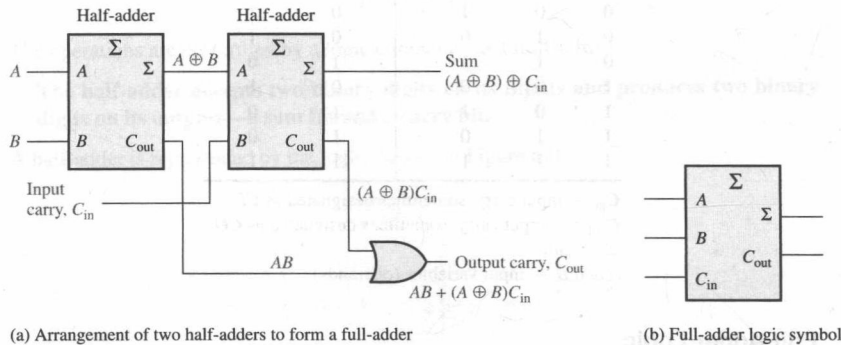 Half-adder
Half-adder
Σ
Σ
A
A
Σ
A ⊕ B
A
Σ
Sum
(A ⊕ B) ⊕ Cin
B
B
Cout
B
Cout
Input
carry, Cin
(A ⊕ B)Cin
AB
Output carry, Cout
AB + (A ⊕ B)Cin
Σ
A
Σ
B
Cout
Cin
(a) Arrangement of two half-adders to form a full-adder
(b) Full-adder logic symbol